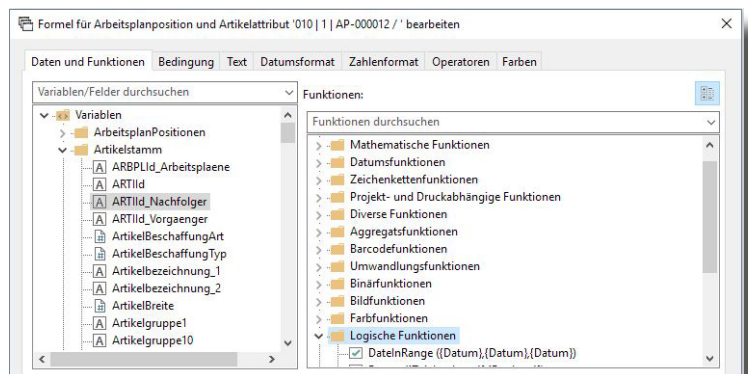 Formel für Arbeitsplanposition und Artikelattribut '010 | 1 | AP-000012 / ' bearbeiten
Daten und Funktionen Bedingung Text Datumsformat Zahlenformat Operatoren Farben
Variablen/Felder durchsuchen
Variablen
ArbeitsplanPositionen
Artikelstamm
ARBPLId_Arbeitsplaene
ARTIId
ARTIId_Nachfolger
ARTIId_Vorgaenger
ArtikelBeschaffungArt
ArtikelBeschaffungTyp
Artikelbezeichnung_1
Artikelbezeichnung_2
ArtikelBreite
Artikelgruppe1
Artikelgruppe10
Funktionen:
Funktionen durchsuchen
Mathematische Funktionen
Datumsfunktionen
Zeichenkettenfunktionen
Projekt- und Druckabhängige Funktionen
Diverse Funktionen
Aggregatsfunktionen
Barcodefunktionen
Umwandlungsfunktionen
Binärfunktionen
Bildfunktionen
Farbfunktionen
Logische Funktionen
DateInRange ({Datum},{Datum},{Datum})